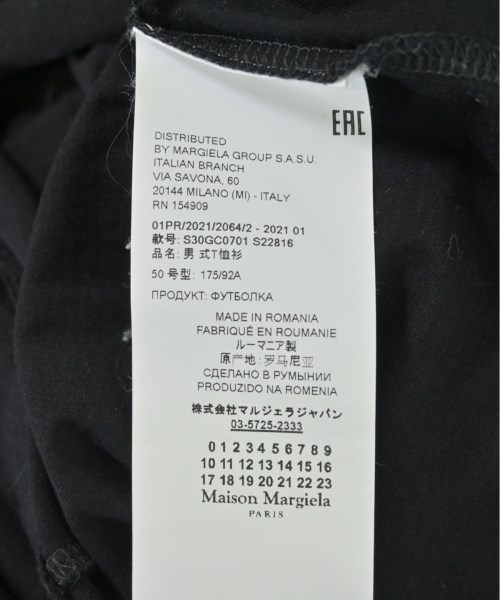 EAC
DISTRIBUTED
BY MARGIELA GROUP S.A.S.U.
ITALIAN BRANCH
VIA SAVONA, 60
20144 MILANO (MI) - ITALY
RN 154909
01PR/2021/2064/2 - 2021 01
款号: S30GC0701 S22816
品名: 男 式T恤衫
50 号型: 175/92A
ПРОДУКТ: ФУТБОЛКА
MADE IN ROMANIA
FABRIQUÉ EN ROUMANIE
ルーマニア製
原产地: 罗马尼亚
СДЕЛАНО В РУМЫНИИ
PRODUZIDO NA ROMENIA
株式会社マルジェラジャパン
03-5725-2333
0 1 2 3 4 5 6 7 8 9
10 11 12 13 14 15 16
17 18 19 20 21 22 23
Maison Margiela
PARIS